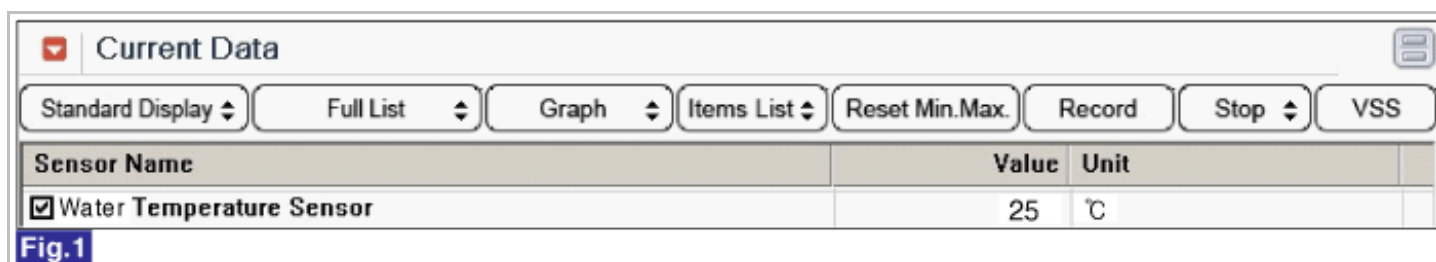 Current Data
Standard Display Full List Graph Items List Reset Min.Max. Record Stop VSS
Sensor Name Value Unit
Water Temperature Sensor 25 ℃
Fig.1